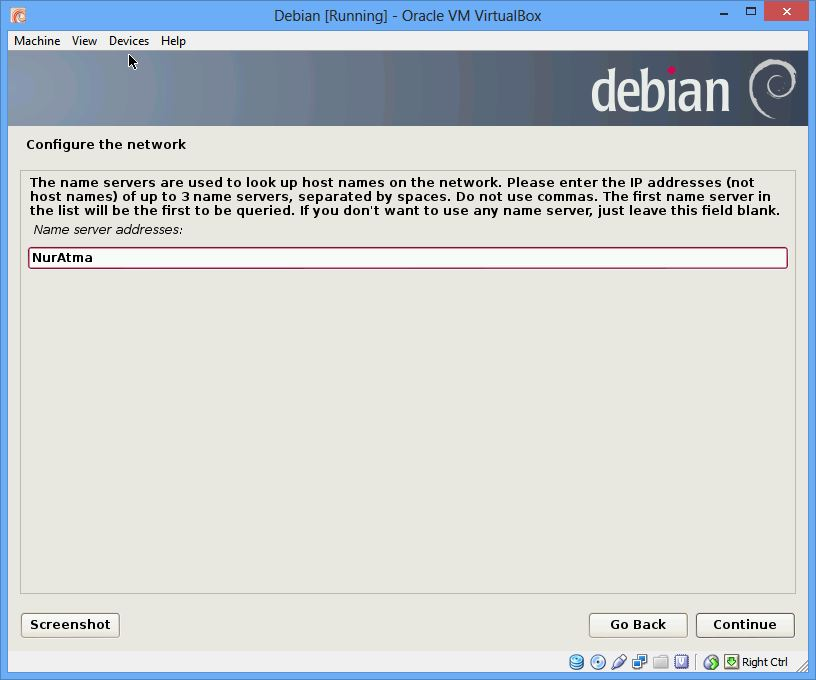 Debian [Running] - Oracle VM VirtualBox
Machine View Devices Help
debian
Configure the network
The name servers are used to look up host names on the network. Please enter the IP addresses (not
host names) of up to 3 name servers, separated by spaces. Do not use commas. The first name server in
the list will be the first to be queried. If you don't want to use any name server, just leave this field blank.
Name server addresses:
NurAtma
Screenshot Go Back Continue
Right Ctrl